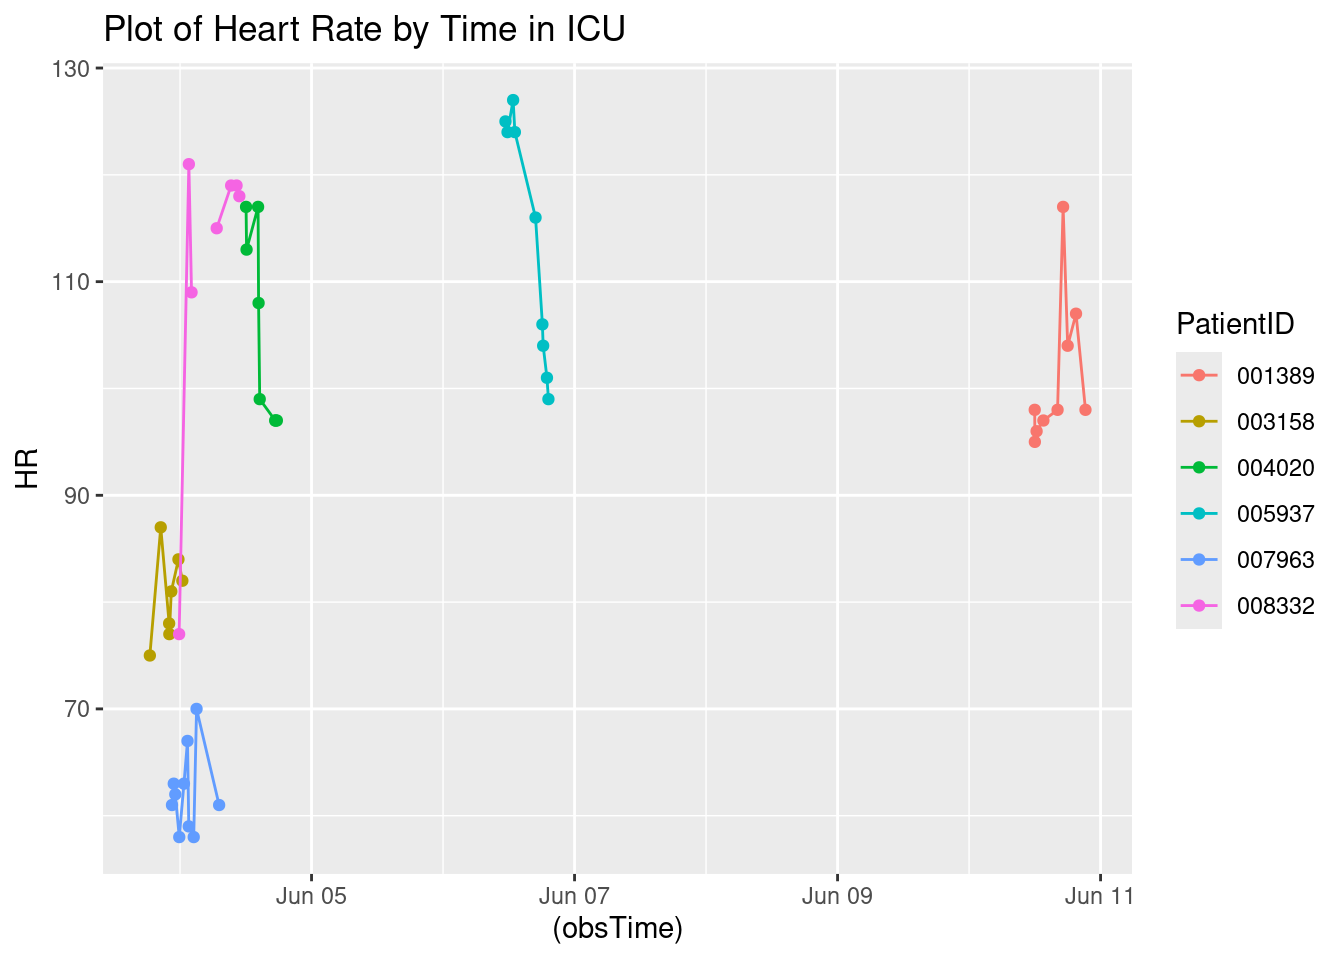 Plot of Heart Rate by Time in ICU
130
110
90
70
HR
Jun 05
Jun 07
Jun 09
Jun 11
(obsTime)
PatientID
001389
003158
004020
005937
007963
008332